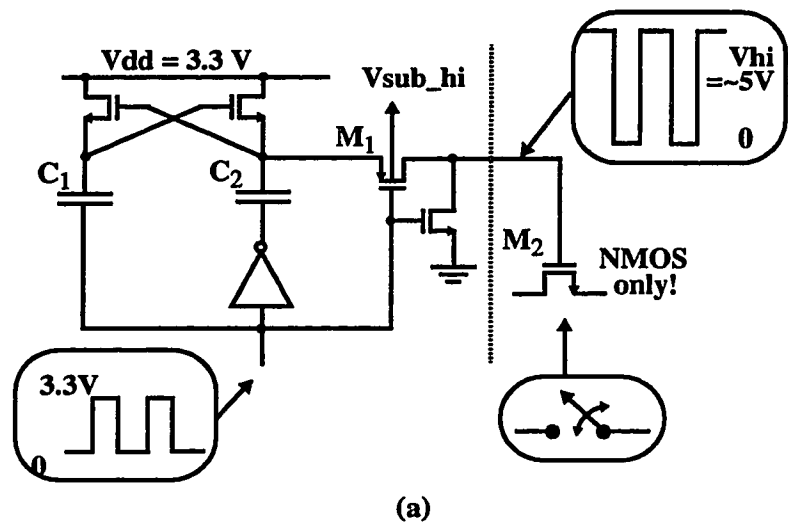 Vdd = 3.3 V
Vsub_hi
Vhi
=~5V
0
M1
C1
C2
M2
NMOS
only!
3.3V
0
(a)